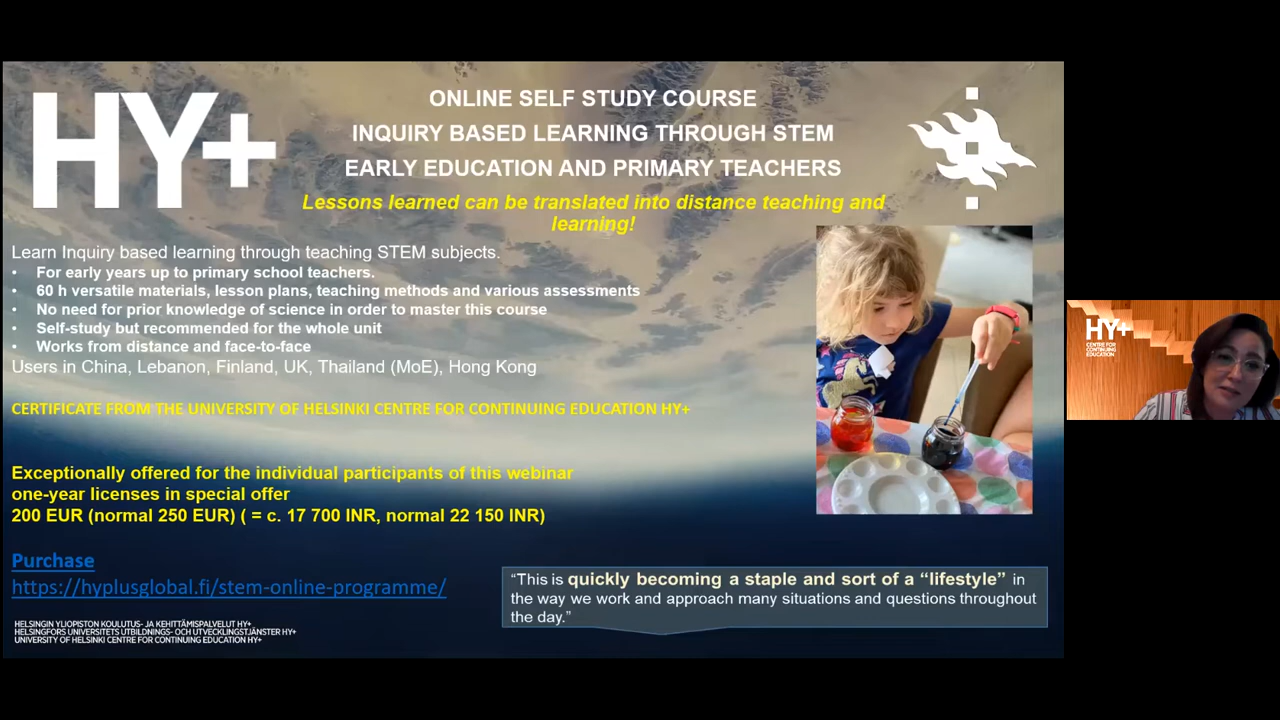 HY+
ONLINE SELF STUDY COURSE
INQUIRY BASED LEARNING THROUGH STEM
EARLY EDUCATION AND PRIMARY TEACHERS
Lessons learned can be translated into distance teaching and
learning!
Learn Inquiry based learning through teaching STEM subjects.
• For early years up to primary school teachers.
• 60 h versatile materials, lesson plans, teaching methods and various assessments
• No need for prior knowledge of science in order to master this course
• Self-study but recommended for the whole unit
• Works from distance and face-to-face
Users in China, Lebanon, Finland, UK, Thailand (MoE), Hong Kong
CERTIFICATE FROM THE UNIVERSITY OF HELSINKI CENTRE FOR CONTINUING EDUCATION HY+
Exceptionally offered for the individual participants of this webinar
one-year licenses in special offer
200 EUR (normal 250 EUR) ( = c. 17 700 INR, normal 22 150 INR)
Purchase
https://hyplusglobal.fi/stem-online-programme/
HELSINGIN YLIOPISTON KOULUTUS- JA KEHITTÄMISPALVELUT HY+
HELSINGFORS UNIVERSITETS UTBILDNINGS- OCH UTVECKLINGSTJÄNSTER HY+
UNIVERSITY OF HELSINKI CENTRE FOR CONTINUING EDUCATION HY+
“This is quickly becoming a staple and sort of a “lifestyle” in
the way we work and approach many situations and questions throughout
the day.”
HY+
CENTRE FOR
CONTINUING
EDUCATION